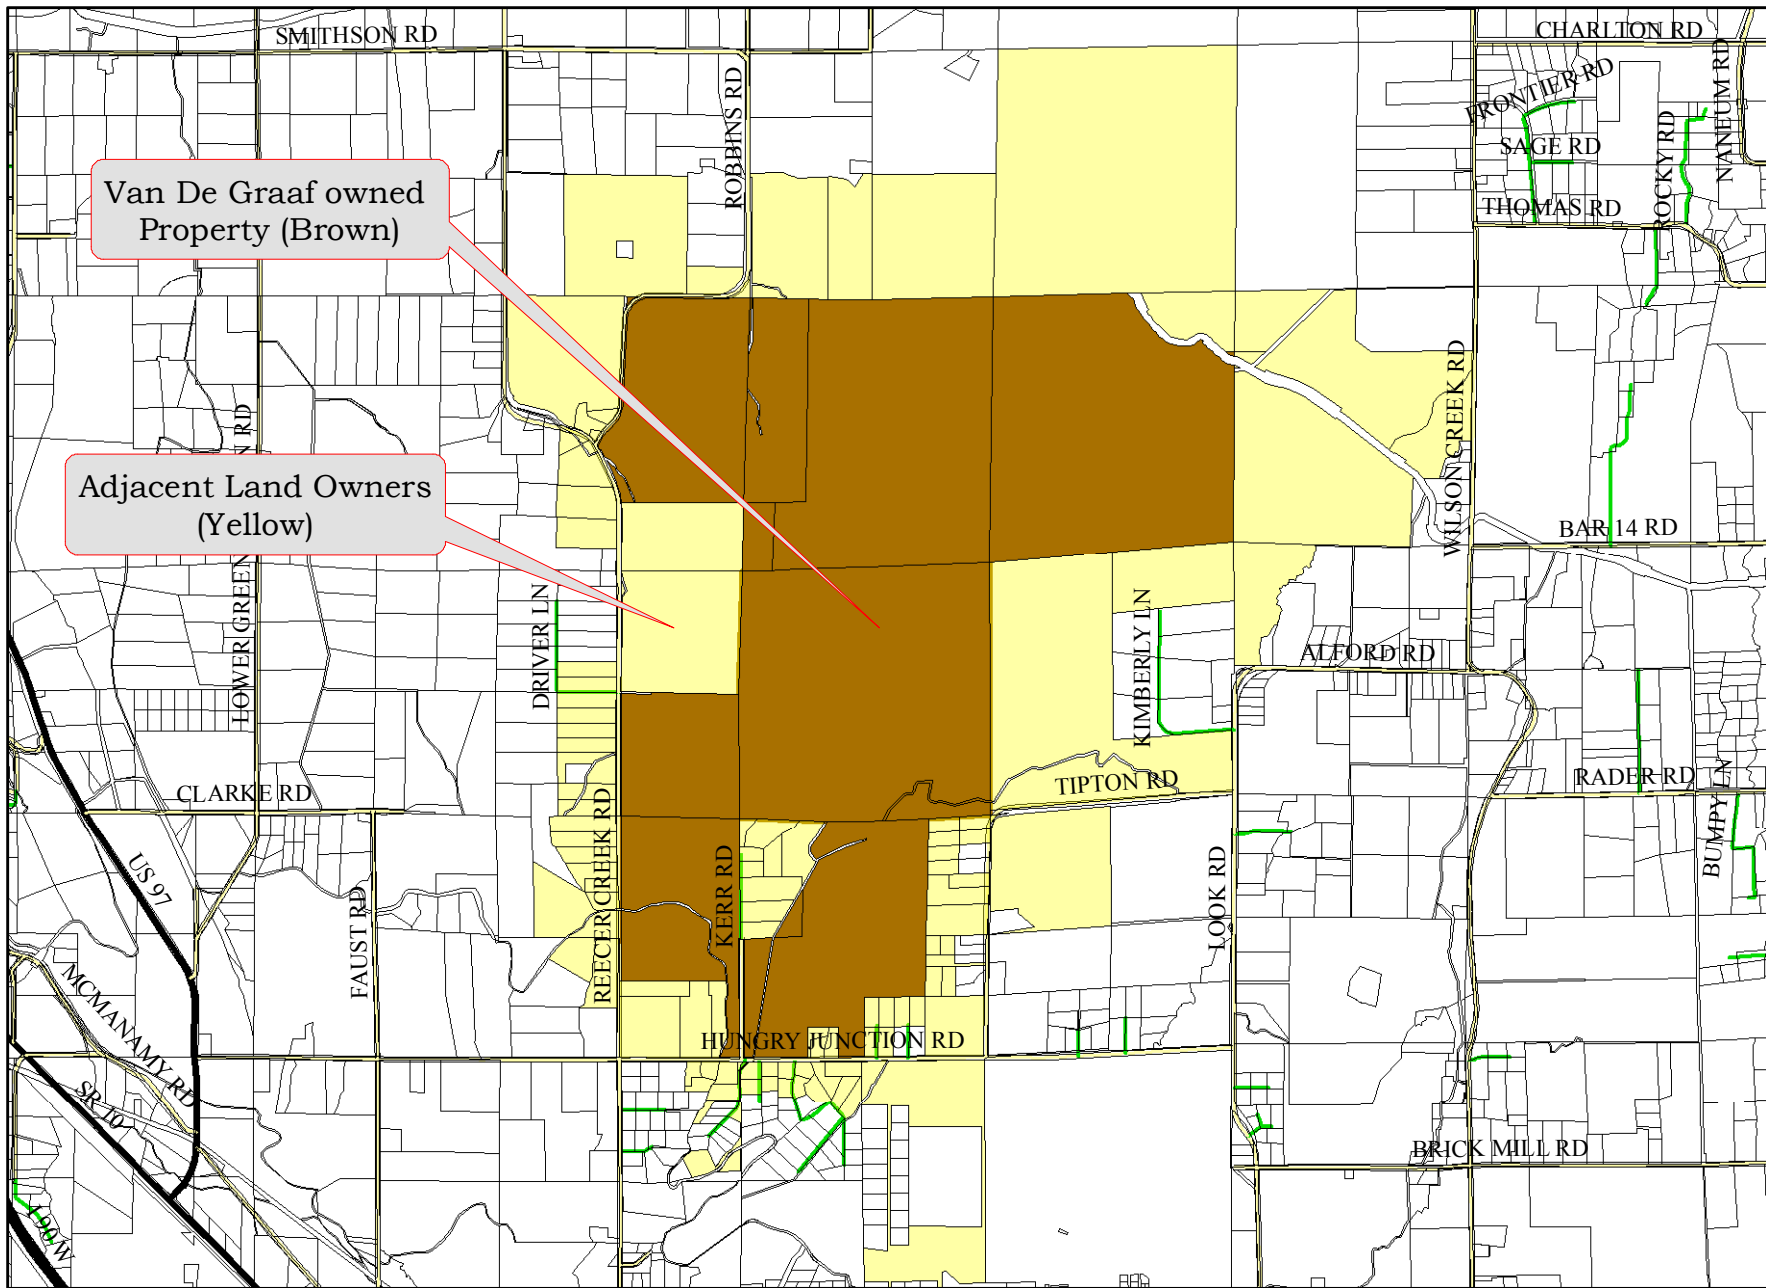 SMITHSON RD
CHARLTON RD
FRONTIER RD
NANEUM RD
ROBBINS RD
SAGE RD
ROCKY RD
THOMAS RD
Van De Graaf owned
Property (Brown)
WILSON CREEK RD
Adjacent Land Owners
(Yellow)
BAR 14 RD
LOWER GREEN
N RD
DRIVER LN
KIMBERLY LN
ALFORD RD
TIPTON RD
RADER RD
BUMPY LN
CLARKE RD
REECER CREEK RD
US 97
KERR RD
LOOK RD
FAUST RD
MCMANAMY RD
HUNGRY JUNCTION RD
SR 10
BRICK MILL RD
I 90 W